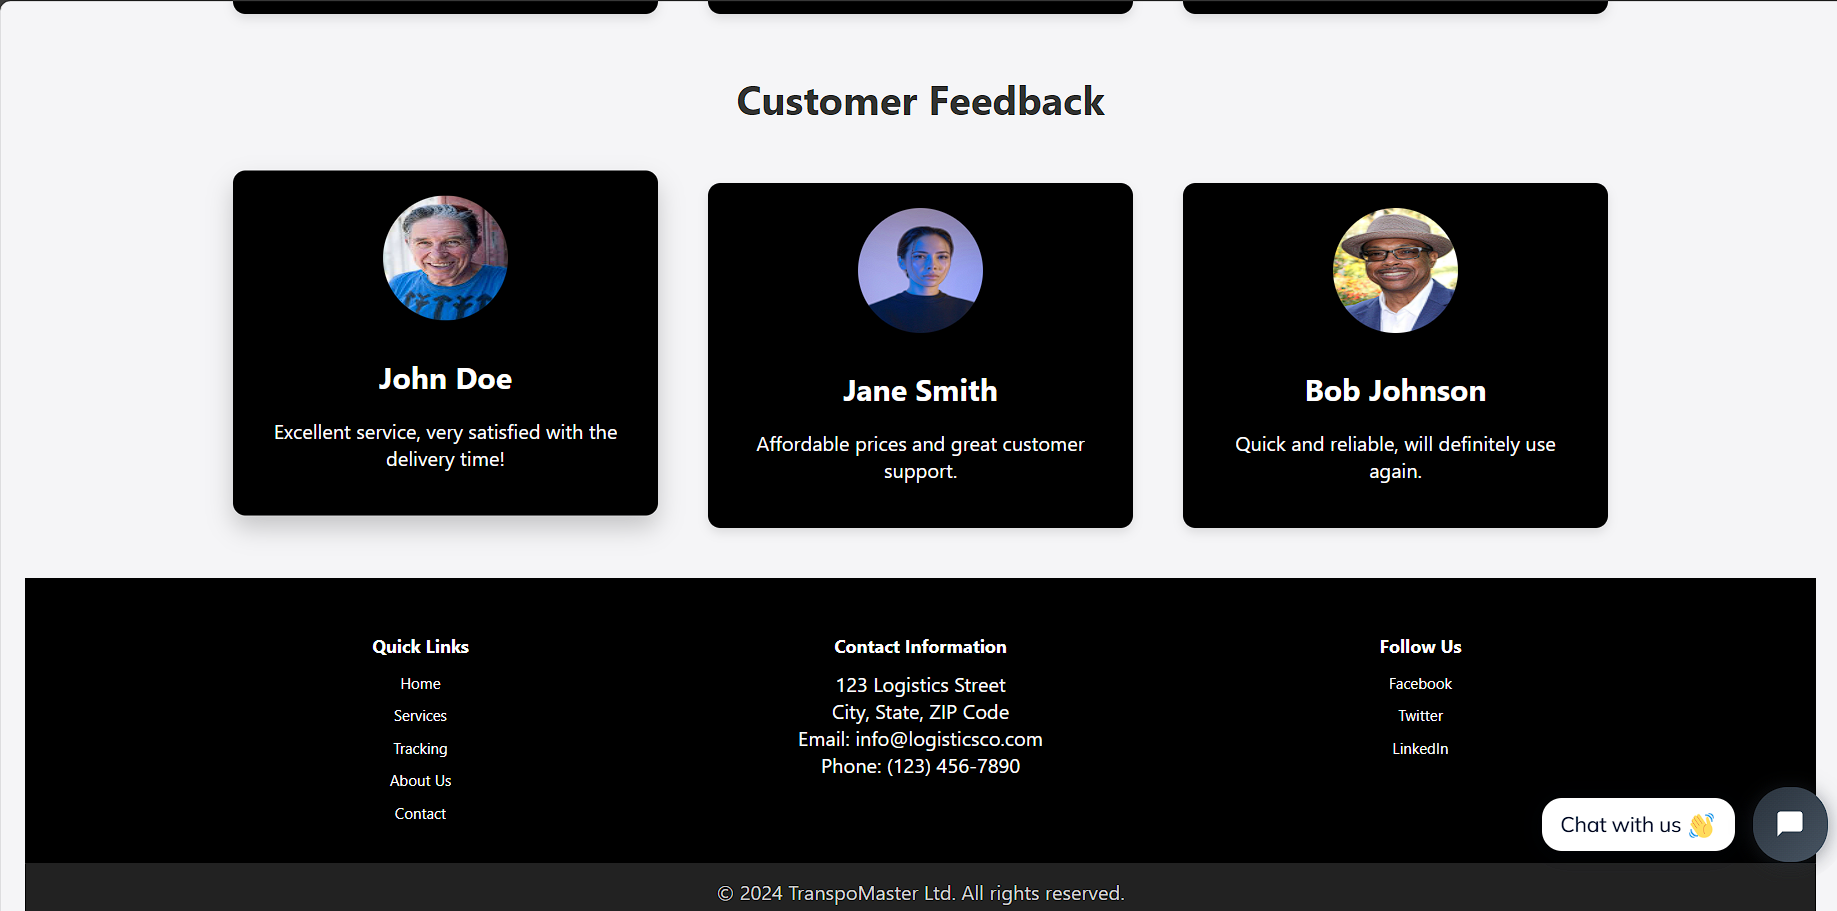 Customer Feedback
John Doe
Excellent service, very satisfied with the
delivery time!
Jane Smith
Affordable prices and great customer
support.
Bob Johnson
Quick and reliable, will definitely use
again.
Quick Links
Home
Services
Tracking
About Us
Contact
Contact Information
123 Logistics Street
City, State, ZIP Code
Email: info@logisticsco.com
Phone: (123) 456-7890
Follow Us
Facebook
Twitter
LinkedIn
Chat with us 👋
© 2024 TranspoMaster Ltd. All rights reserved.